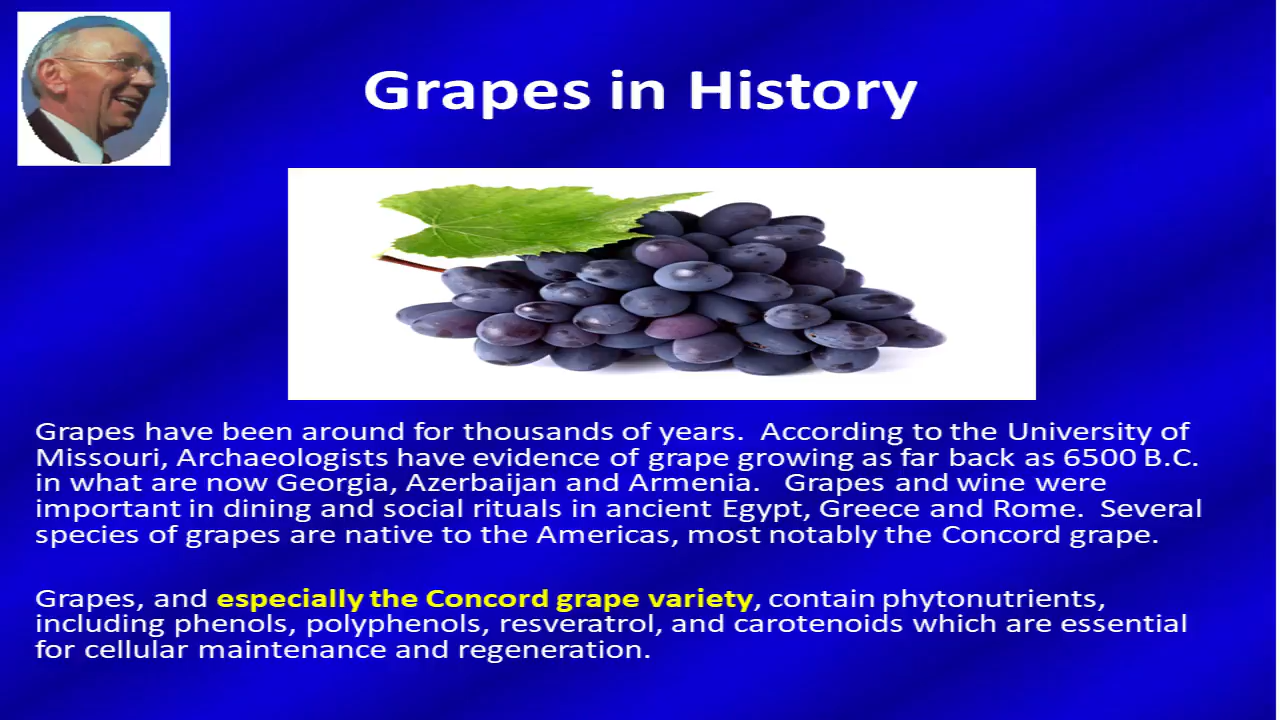 Grapes in History
Grapes have been around for thousands of years.  According to the University of
Missouri, Archaeologists have evidence of grape growing as far back as 6500 B.C.
in what are now Georgia, Azerbaijan and Armenia.   Grapes and wine were
important in dining and social rituals in ancient Egypt, Greece and Rome.  Several
species of grapes are native to the Americas, most notably the Concord grape.
Grapes, and especially the Concord grape variety, contain phytonutrients,
including phenols, polyphenols, resveratrol, and carotenoids which are essential
for cellular maintenance and regeneration.